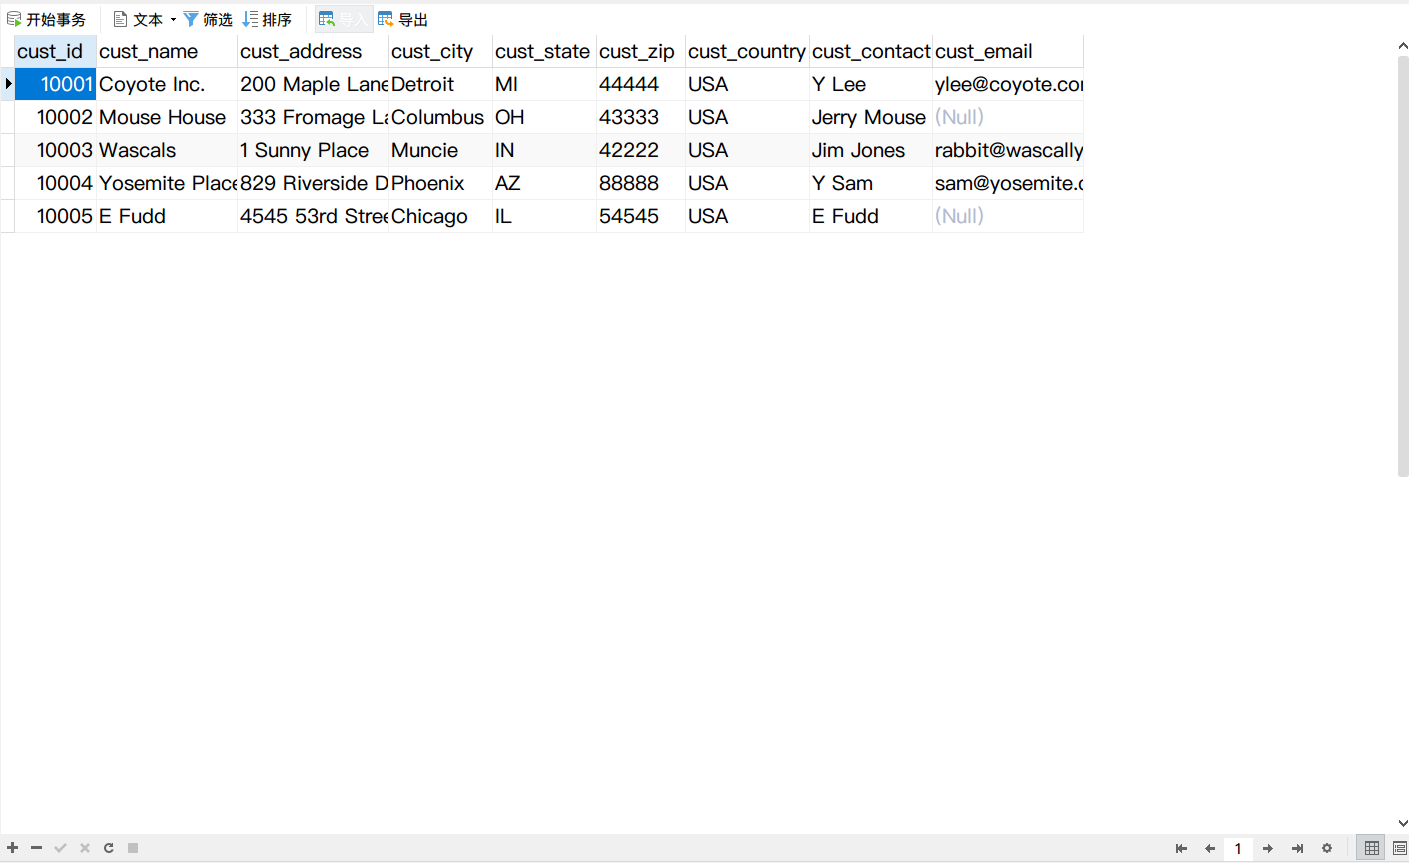 开始事务 文本 筛选 排序 导入 导出
cust_id cust_name cust_address cust_city cust_state cust_zip cust_country cust_contact cust_email
10001 Coyote Inc. 200 Maple Lane Detroit MI 44444 USA Y Lee ylee@coyote.co
10002 Mouse House 333 Fromage La Columbus OH 43333 USA Jerry Mouse (Null)
10003 Wascals 1 Sunny Place Muncie IN 42222 USA Jim Jones rabbit@wascally
10004 Yosemite Place 829 Riverside D Phoenix AZ 88888 USA Y Sam sam@yosemite.
10005 E Fudd 4545 53rd Stree Chicago IL 54545 USA E Fudd (Null)
1